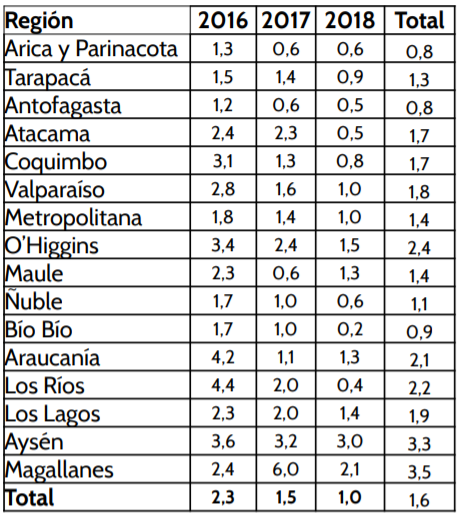 Región 2016 2017 2018 Total
Arica y Parinacota 1,3 0,6 0,6 0,8
Tarapacá 1,5 1,4 0,9 1,3
Antofagasta 1,2 0,6 0,5 0,8
Atacama 2,4 2,3 0,5 1,7
Coquimbo 3,1 1,3 0,8 1,7
Valparaíso 2,8 1,6 1,0 1,8
Metropolitana 1,8 1,4 1,0 1,4
O’Higgins 3,4 2,4 1,5 2,4
Maule 2,3 0,6 1,3 1,4
Ñuble 1,7 1,0 0,6 1,1
Bío Bío 1,7 1,0 0,2 0,9
Araucanía 4,2 1,1 1,3 2,1
Los Ríos 4,4 2,0 0,4 2,2
Los Lagos 2,3 2,0 1,4 1,9
Aysén 3,6 3,2 3,0 3,3
Magallanes 2,4 6,0 2,1 3,5
Total 2,3 1,5 1,0 1,6